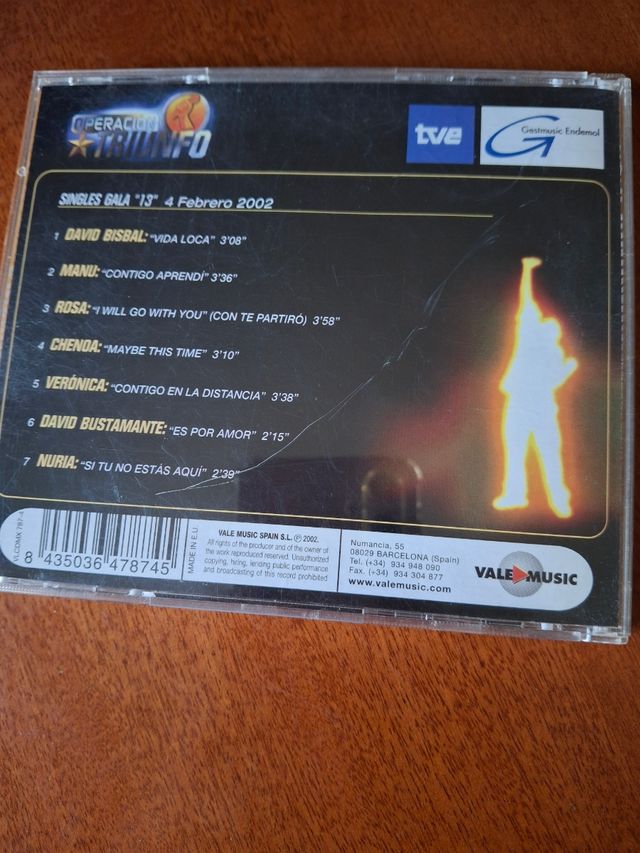 OPERACIÓN
TRIUNFO
tve
Gestmusic Endemol
SINGLES GALA "13" 4 Febrero 2002
1 DAVID BISBAL: "VIDA LOCA" 3'08"
2 MANU: "CONTIGO APRENDÍ" 3'36"
3 ROSA: "I WILL GO WITH YOU" (CON TE PARTIRÓ) 3'58"
4 CHENOA: "MAYBE THIS TIME" 3'10"
5 VERÓNICA: "CONTIGO EN LA DISTANCIA" 3'38"
6 DAVID BUSTAMANTE: "ES POR AMOR" 2'15"
7 NURIA: "SI TU NO ESTÁS AQUÍ" 2'39"
VLCDMX 787-4
8 435036 478745
MADE IN E.U.
VALE MUSIC SPAIN S.L. ℗ 2002.
All rights of the producer and of the owner of
the work reproduced reserved. Unauthorized
copying, hiring, lending public performance
and broadcasting of this record prohibited
Numancia, 55
08029 BARCELONA (Spain)
Tel. (+34) 934 948 090
Fax. (+34) 934 304 877
www.valemusic.com
VALE MUSIC